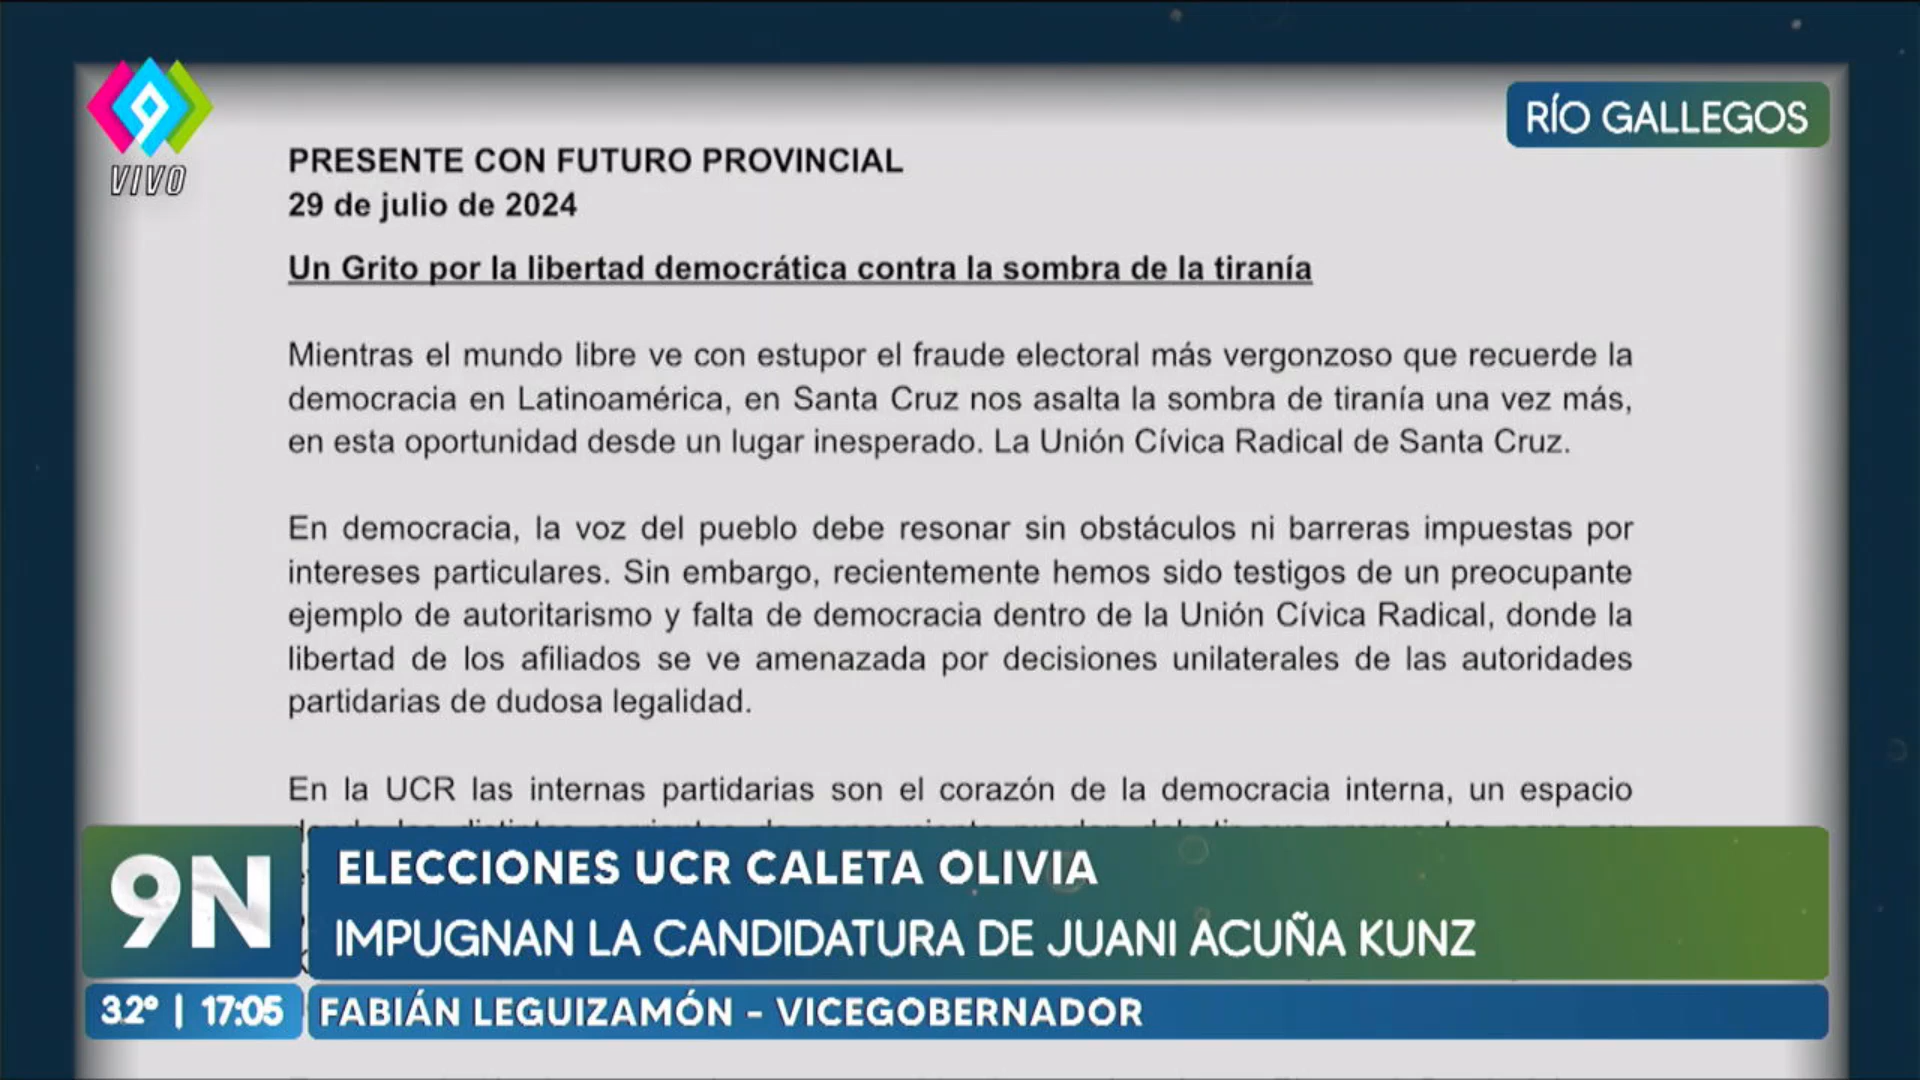 9
VIVO
RÍO GALLEGOS
PRESENTE CON FUTURO PROVINCIAL
29 de julio de 2024
Un Grito por la libertad democrática contra la sombra de la tiranía
Mientras el mundo libre ve con estupor el fraude electoral más vergonzoso que recuerde la
democracia en Latinoamérica, en Santa Cruz nos asalta la sombra de tiranía una vez más,
en esta oportunidad desde un lugar inesperado. La Unión Cívica Radical de Santa Cruz.
En democracia, la voz del pueblo debe resonar sin obstáculos ni barreras impuestas por
intereses particulares. Sin embargo, recientemente hemos sido testigos de un preocupante
ejemplo de autoritarismo y falta de democracia dentro de la Unión Cívica Radical, donde la
libertad de los afiliados se ve amenazada por decisiones unilaterales de las autoridades
partidarias de dudosa legalidad.
En la UCR las internas partidarias son el corazón de la democracia interna, un espacio
9N
ELECCIONES UCR CALETA OLIVIA
IMPUGNAN LA CANDIDATURA DE JUANI ACUÑA KUNZ
3.2° | 17:05
FABIÁN LEGUIZAMÓN - VICEGOBERNADOR